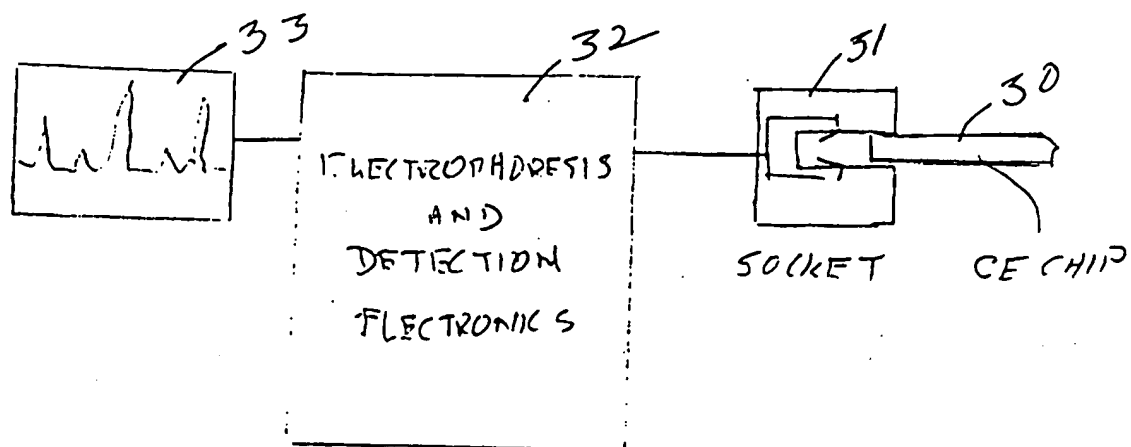 33
32
31
30
ELECTROPHORESIS
AND
DETECTION
ELECTRONICS
SOCKET
CE CHIP